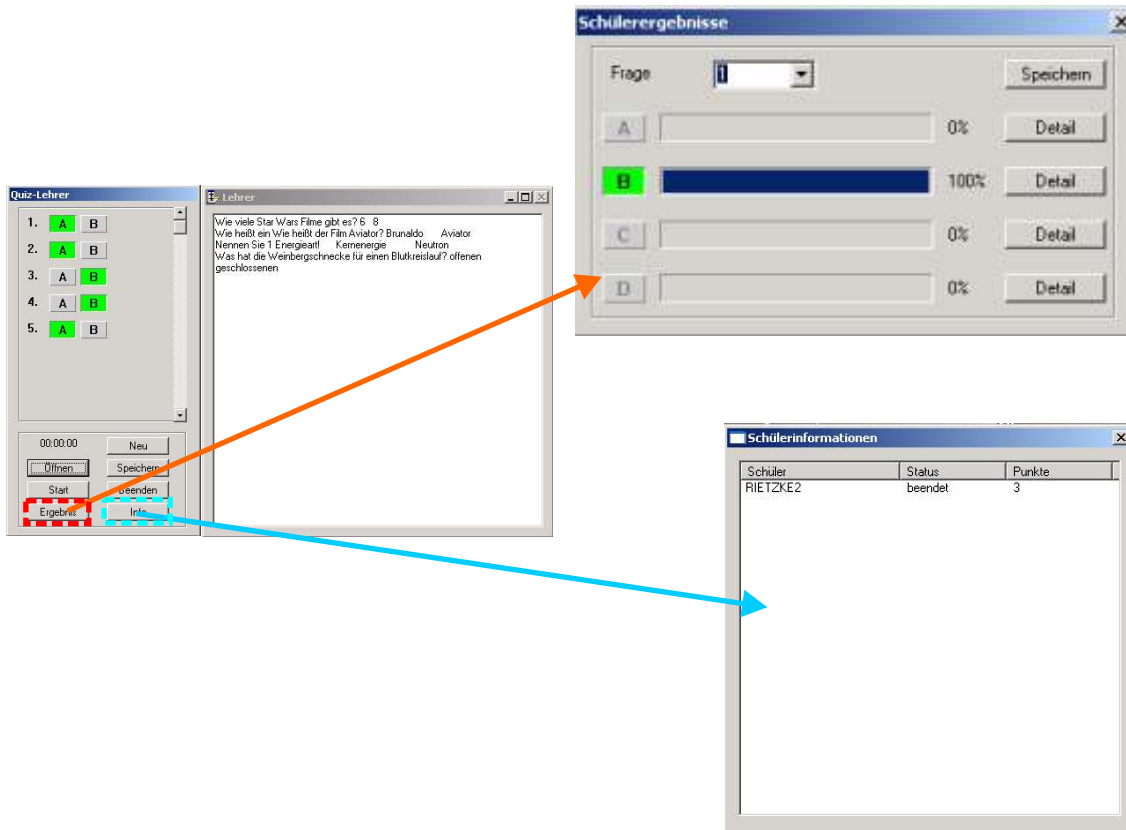 Schülerergebnisse
Frage 1 Speichern
A 0% Detail
B 100% Detail
C 0% Detail
D 0% Detail
Quiz-Lehrer
1. A B
2. A B
3. A B
4. A B
5. A B
00:00:00 Neu
Öffnen Speichern
Start Beenden
Ergebnis Info
Lehrer
Wie viele Star Wars Filme gibt es? 6 8
Wie heißt ein Wie heißt der Film Aviator? Brunaldo Aviator
Nennen Sie 1 Energieart! Kernenergie Neutron
Was hat die Weinbergschnecke für einen Blutkreislauf? offenen
geschlossenen
Schülerinformationen
Schüler Status Punkte
RIETZKE2 beendet 3